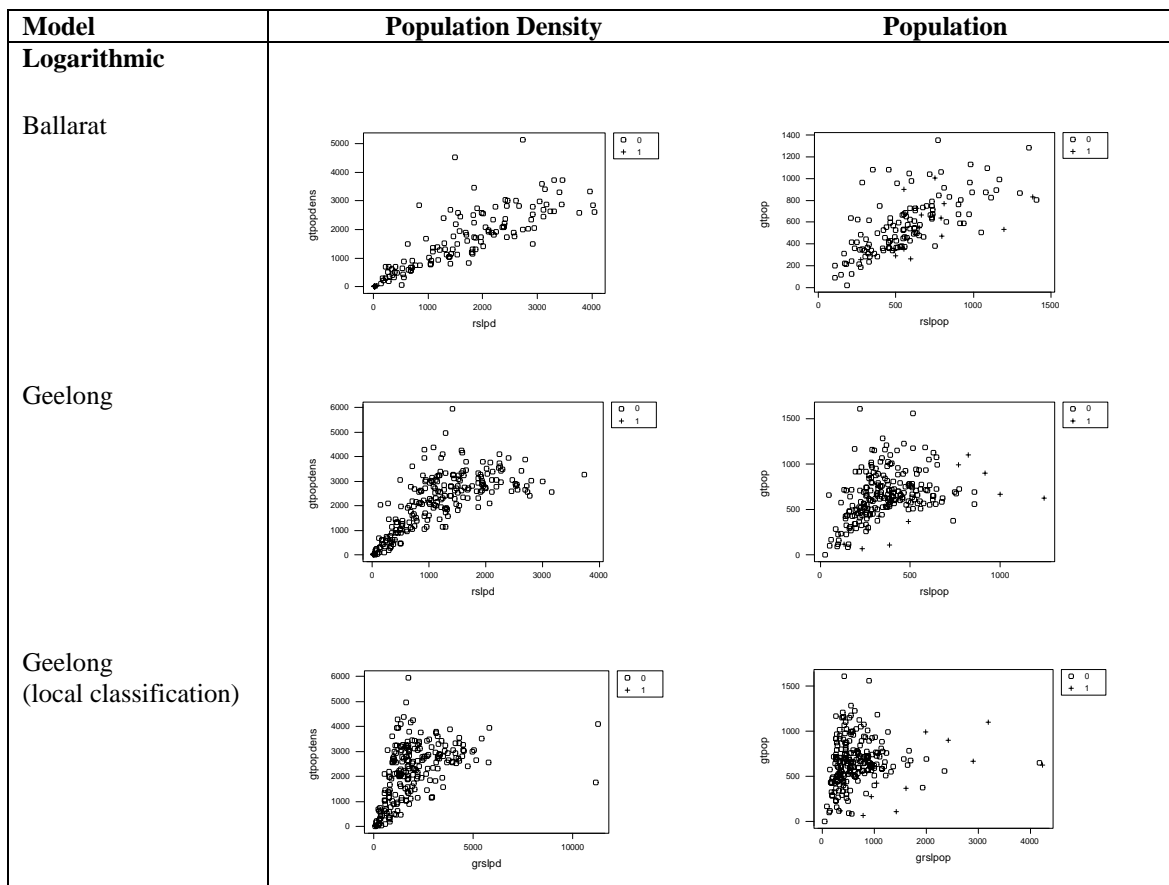 Model Population Density Population
Logarithmic
Ballarat
5000
4000
3000
2000
1000
0
gtpopdens
0 1000 2000 3000 4000
rslpd
0
1
1400
1200
1000
800
600
400
200
0
gtpop
0 500 1000 1500
rslpop
0
1
Geelong
6000
5000
4000
3000
2000
1000
0
gtpopdens
0 1000 2000 3000 4000
rslpd
0
1
1500
1000
500
0
gtpop
0 500 1000
rslpop
0
1
Geelong
(local classification)
6000
5000
4000
3000
2000
1000
0
gtpopdens
0 5000 10000
grslpd
0
1
1500
1000
500
0
gtpop
0 1000 2000 3000 4000
grslpop
0
1